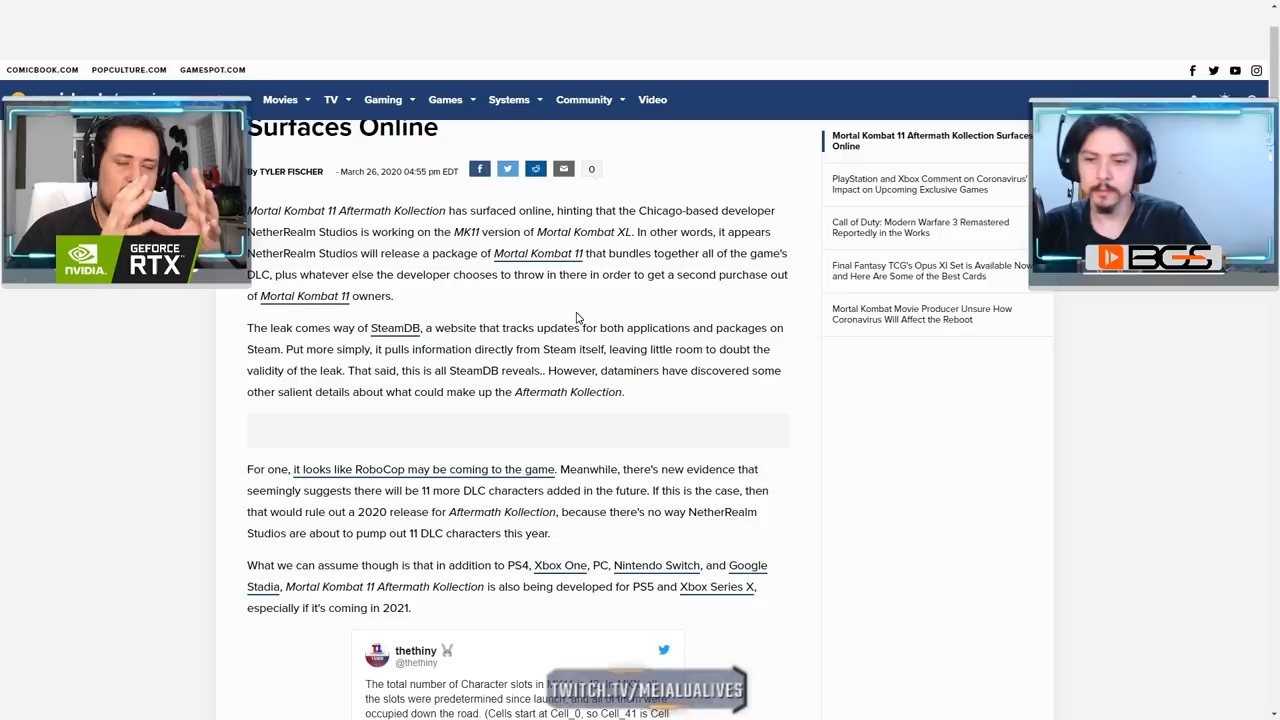 COMICBOOK.COM POPCULTURE.COM GAMESPOT.COM
Movies TV Gaming Games Systems Community Video
Surfaces Online
By TYLER FISCHER - March 26, 2020 04:55 pm EDT 0
Mortal Kombat 11 Aftermath Kollection has surfaced online, hinting that the Chicago-based developer
NetherRealm Studios is working on the MK11 version of Mortal Kombat XL. In other words, it appears
NetherRealm Studios will release a package of Mortal Kombat 11 that bundles together all of the game's
DLC, plus whatever else the developer chooses to throw in there in order to get a second purchase out
of Mortal Kombat 11 owners.
The leak comes way of SteamDB, a website that tracks updates for both applications and packages on
Steam. Put more simply, it pulls information directly from Steam itself, leaving little room to doubt the
validity of the leak. That said, this is all SteamDB reveals.. However, dataminers have discovered some
other salient details about what could make up the Aftermath Kollection.
For one, it looks like RoboCop may be coming to the game. Meanwhile, there's new evidence that
seemingly suggests there will be 11 more DLC characters added in the future. If this is the case, then
that would rule out a 2020 release for Aftermath Kollection, because there's no way NetherRealm
Studios are about to pump out 11 DLC characters this year.
What we can assume though is that in addition to PS4, Xbox One, PC, Nintendo Switch, and Google
Stadia, Mortal Kombat 11 Aftermath Kollection is also being developed for PS5 and Xbox Series X,
especially if it's coming in 2021.
thethiny
@thethiny
The total number of Character slots in
the slots were predetermined since launch, and all of them were
occupied down the road. (Cells start at Cell_0, so Cell_41 is Cell
Mortal Kombat 11 Aftermath Kollection Surfaces
Online
PlayStation and Xbox Comment on Coronavirus'
Impact on Upcoming Exclusive Games
Call of Duty: Modern Warfare 3 Remastered
Reportedly in the Works
Final Fantasy TCG's Opus XI Set is Available Now
and Here Are Some of the Best Cards
Mortal Kombat Movie Producer Unsure How
Coronavirus Will Affect the Reboot
NVIDIA.
GEFORCE
RTX
BGS
TWITCH.TV/MEIALUALIVES